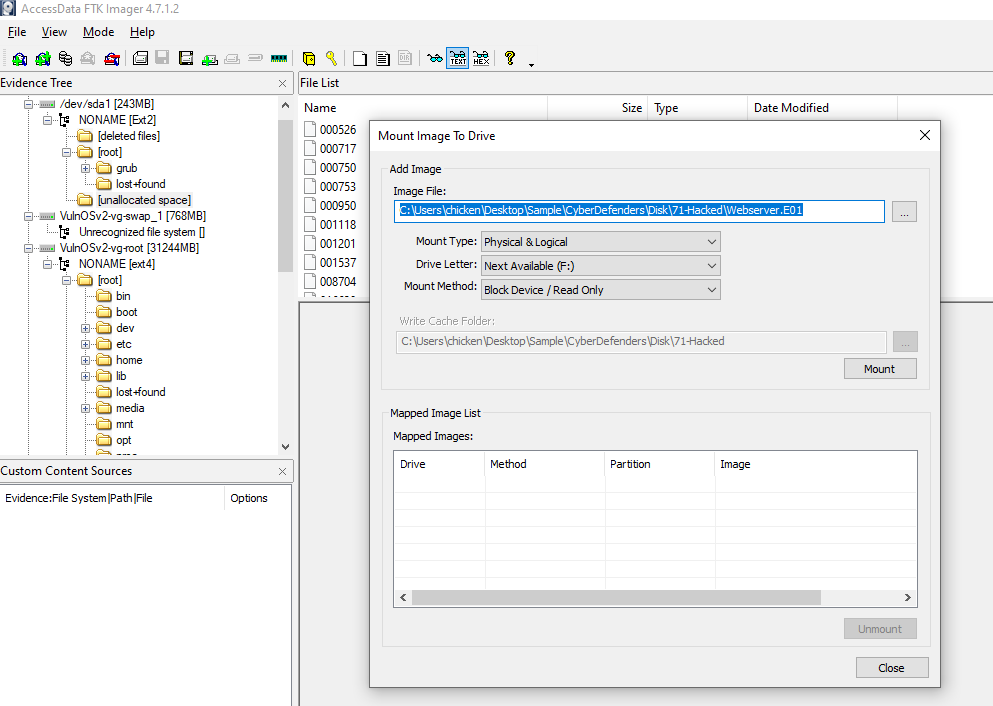 AccessData FTK Imager 4.7.1.2
File View Mode Help
Evidence Tree
/dev/sda1 [243MB]
NONAME [Ext2]
[deleted files]
[root]
grub
lost+found
[unallocated space]
VulnOSv2-vg-swap_1 [768MB]
Unrecognized file system []
VulnOSv2-vg-root [31244MB]
NONAME [ext4]
[root]
bin
boot
dev
etc
home
lib
lost+found
media
mnt
opt
Custom Content Sources
Evidence:File System|Path|File Options
File List
Name Size Type Date Modified
000526
000717
000750
000753
000950
001118
001201
001537
008704
Mount Image To Drive
Add Image
Image File:
C:\Users\chicken\Desktop\Sample\CyberDefenders\Disk\71-Hacked\Webserver.E01
...
Mount Type: Physical & Logical
Drive Letter: Next Available (F:)
Mount Method: Block Device / Read Only
Write Cache Folder:
C:\Users\chicken\Desktop\Sample\CyberDefenders\Disk\71-Hacked
...
Mount
Mapped Image List
Mapped Images:
Drive Method Partition Image
Unmount
Close